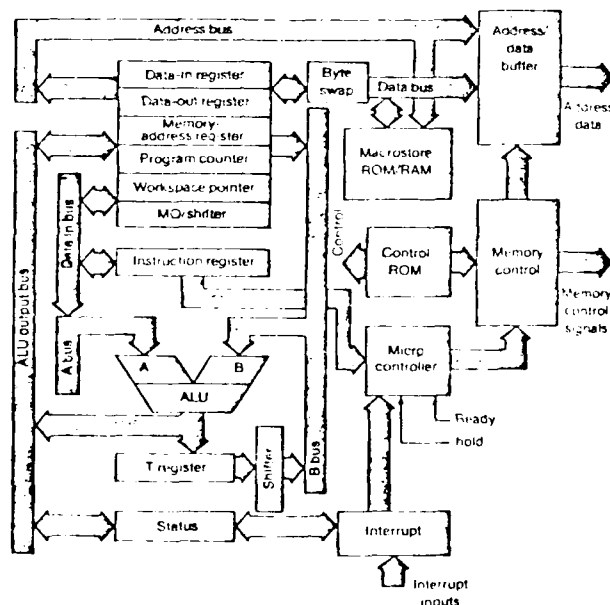 Address bus
Address/
data
buffer
Data-in register
Data-out register
Memory-
address register
Program counter
Workspace pointer
MQ/shifter
Byte
swap
Data bus
Address
data
Macrostore
ROM/RAM
Data in bus
Instruction register
Control
Control
ROM
Memory
control
Memory
control
signals
ALU output bus
A bus
A
B
ALU
Micro
controller
Ready
hold
T register
Shifter
B bus
Status
Interrupt
Interrupt
inputs